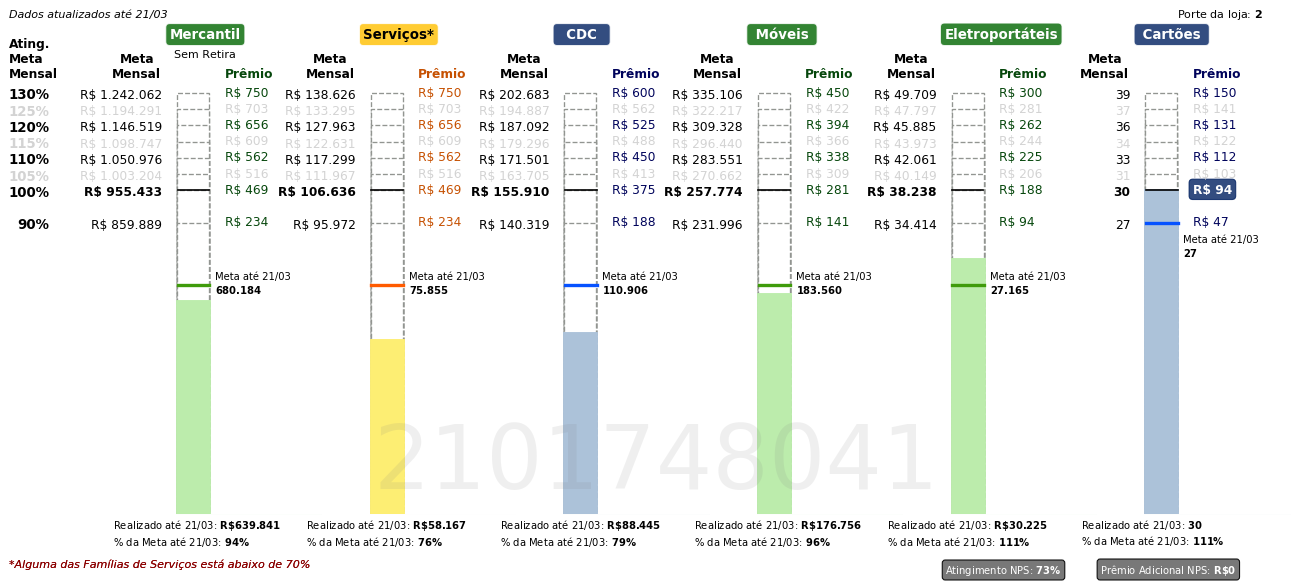 Dados atualizados até 21/03
Porte da loja: 2
Mercantil Serviços* CDC Móveis Eletroportáteis Cartões
Sem Retira
Ating. Meta Mensal Meta Mensal Prêmio Meta Mensal Prêmio Meta Mensal Prêmio Meta Mensal Prêmio Meta Mensal Prêmio Meta Mensal Prêmio
130% R$ 1.242.062 R$ 750 R$ 138.626 R$ 750 R$ 202.683 R$ 600 R$ 335.106 R$ 450 R$ 49.709 R$ 300 39 R$ 150
125% R$ 1.194.291 R$ 703 R$ 133.295 R$ 703 R$ 194.887 R$ 562 R$ 322.217 R$ 422 R$ 47.797 R$ 281 37 R$ 141
120% R$ 1.146.519 R$ 656 R$ 127.963 R$ 656 R$ 187.092 R$ 525 R$ 309.328 R$ 394 R$ 45.885 R$ 262 36 R$ 131
115% R$ 1.098.747 R$ 609 R$ 122.631 R$ 609 R$ 179.296 R$ 488 R$ 296.440 R$ 366 R$ 43.973 R$ 244 34 R$ 122
110% R$ 1.050.976 R$ 562 R$ 117.299 R$ 562 R$ 171.501 R$ 450 R$ 283.551 R$ 338 R$ 42.061 R$ 225 33 R$ 112
105% R$ 1.003.204 R$ 516 R$ 111.967 R$ 516 R$ 163.705 R$ 413 R$ 270.662 R$ 309 R$ 40.149 R$ 206 31 R$ 103
100% R$ 955.433 R$ 469 R$ 106.636 R$ 469 R$ 155.910 R$ 375 R$ 257.774 R$ 281 R$ 38.238 R$ 188 30 R$ 94
90% R$ 859.889 R$ 234 R$ 95.972 R$ 234 R$ 140.319 R$ 188 R$ 231.996 R$ 141 R$ 34.414 R$ 94 27 R$ 47
Meta até 21/03
27
Meta até 21/03 Meta até 21/03 Meta até 21/03 Meta até 21/03 Meta até 21/03
680.184 75.855 110.906 183.560 27.165
2101748041
Realizado até 21/03: R$639.841 Realizado até 21/03: R$58.167 Realizado até 21/03: R$88.445 Realizado até 21/03: R$176.756 Realizado até 21/03: R$30.225 Realizado até 21/03: 30
% da Meta até 21/03: 94% % da Meta até 21/03: 76% % da Meta até 21/03: 79% % da Meta até 21/03: 96% % da Meta até 21/03: 111% % da Meta até 21/03: 111%
*Alguma das Famílias de Serviços está abaixo de 70%
Atingimento NPS: 73% Prêmio Adicional NPS: R$0